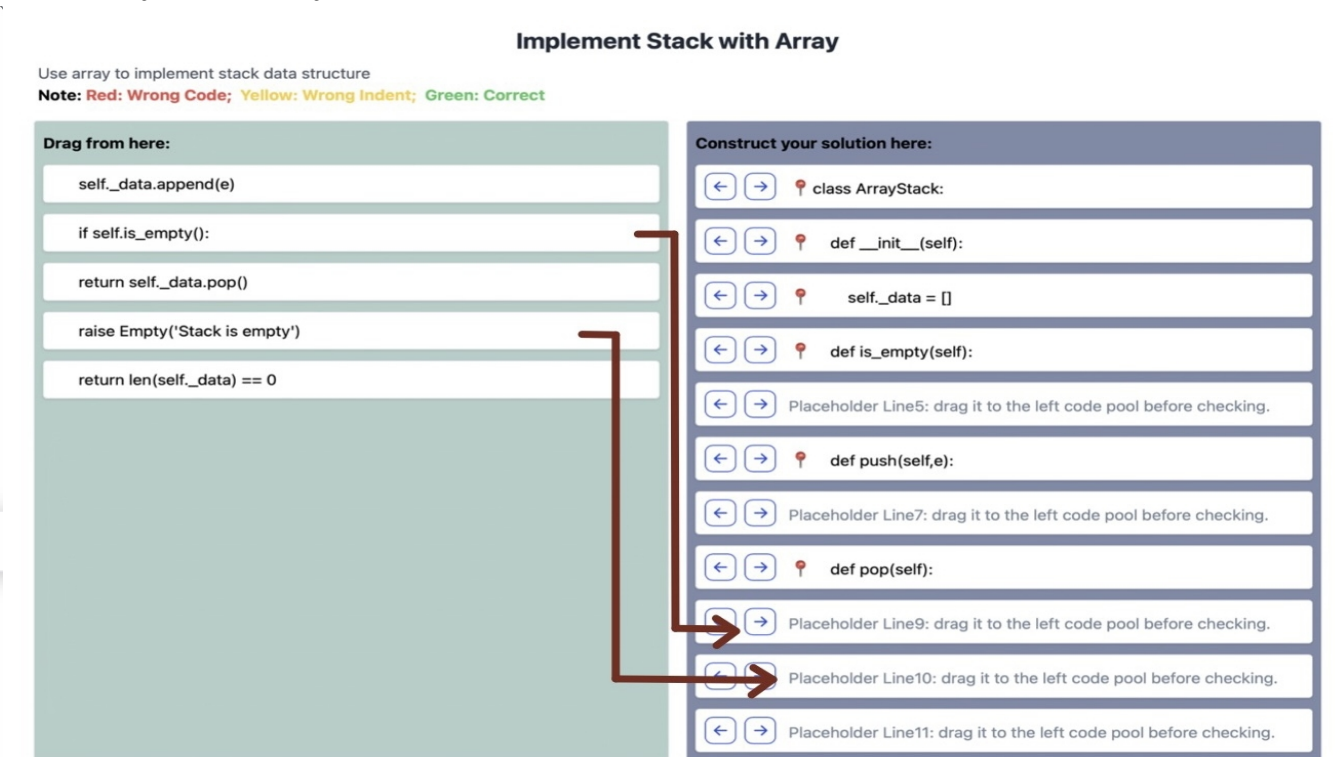 Implement Stack with Array
Use array to implement stack data structure
Note: Red: Wrong Code; Yellow: Wrong Indent; Green: Correct
Drag from here:
self._data.append(e)
if self.is_empty():
return self._data.pop()
raise Empty('Stack is empty')
return len(self._data) == 0
Construct your solution here:
class ArrayStack:
def __init__(self):
self._data = []
def is_empty(self):
Placeholder Line5: drag it to the left code pool before checking.
def push(self,e):
Placeholder Line7: drag it to the left code pool before checking.
def pop(self):
Placeholder Line9: drag it to the left code pool before checking.
Placeholder Line10: drag it to the left code pool before checking.
Placeholder Line11: drag it to the left code pool before checking.